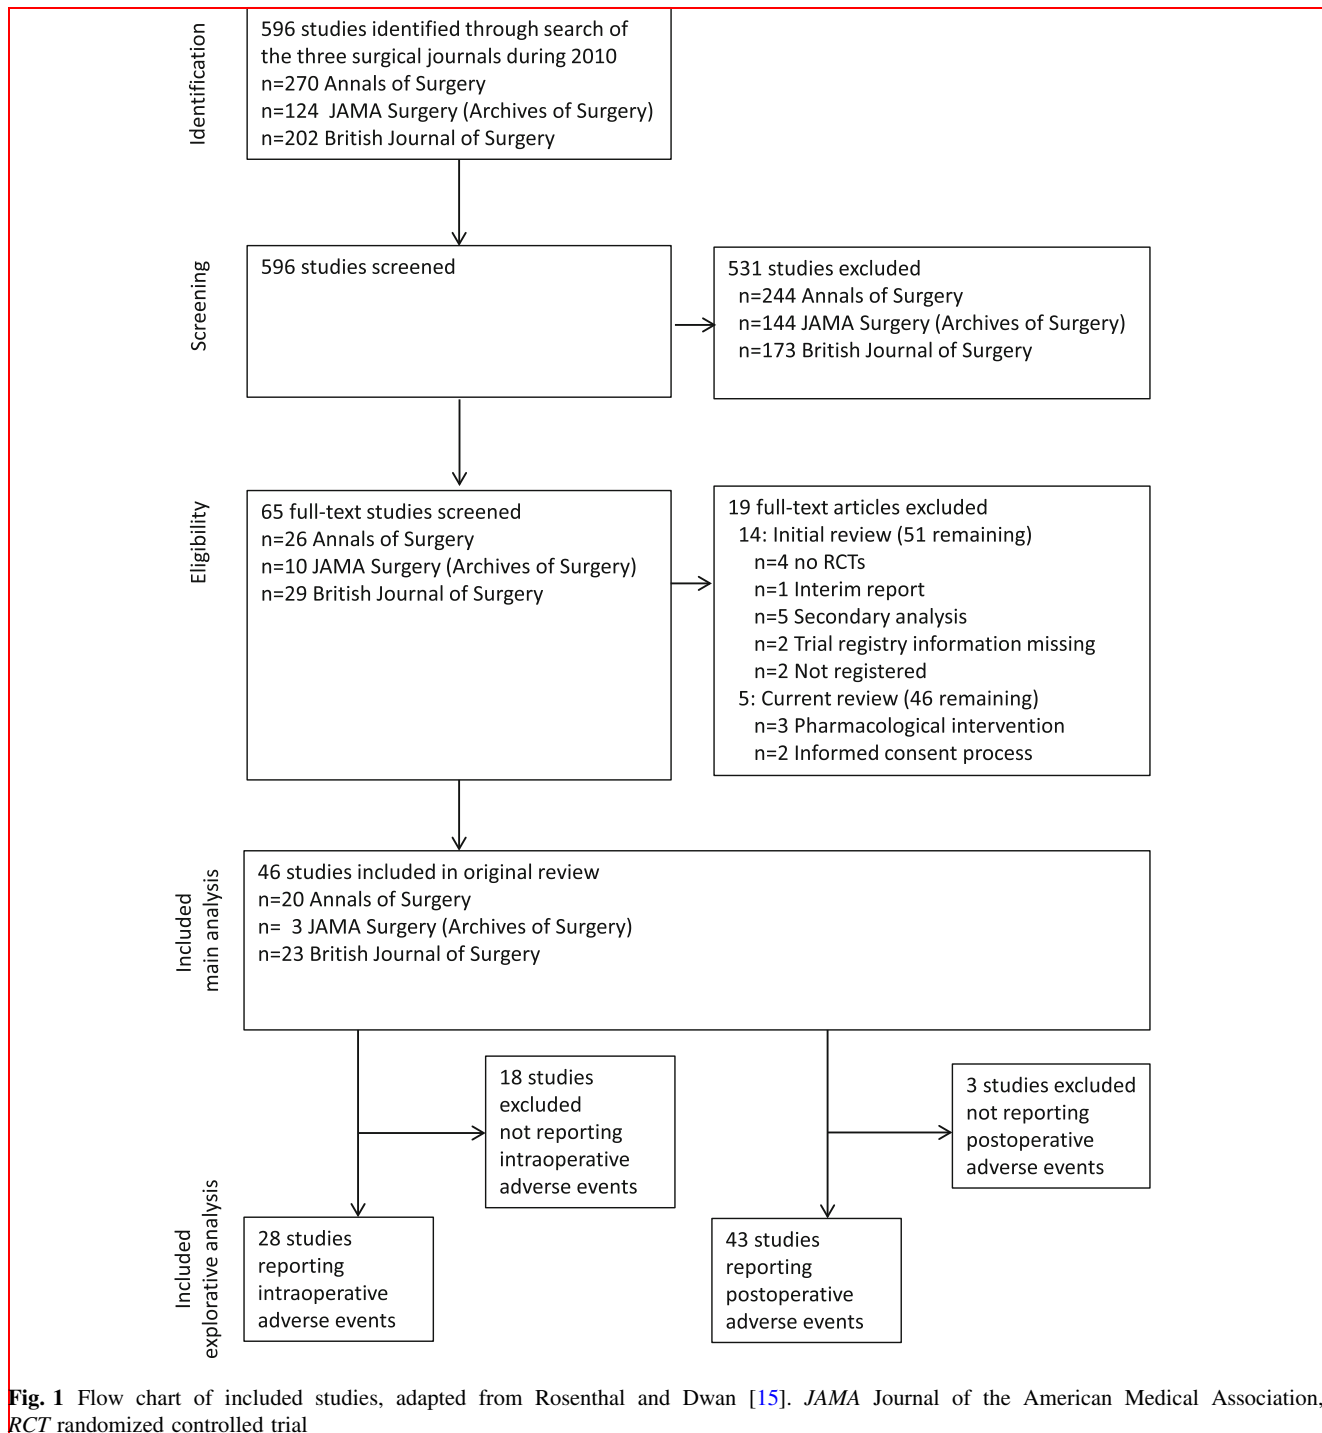 Identification
596 studies identified through search of
the three surgical journals during 2010
n=270 Annals of Surgery
n=124 JAMA Surgery (Archives of Surgery)
n=202 British Journal of Surgery
Screening
596 studies screened
531 studies excluded
n=244 Annals of Surgery
n=144 JAMA Surgery (Archives of Surgery)
n=173 British Journal of Surgery
Eligibility
65 full-text studies screened
n=26 Annals of Surgery
n=10 JAMA Surgery (Archives of Surgery)
n=29 British Journal of Surgery
19 full-text articles excluded
14: Initial review (51 remaining)
n=4 no RCTs
n=1 Interim report
n=5 Secondary analysis
n=2 Trial registry information missing
n=2 Not registered
5: Current review (46 remaining)
n=3 Pharmacological intervention
n=2 Informed consent process
Included
main analysis
46 studies included in original review
n=20 Annals of Surgery
n= 3 JAMA Surgery (Archives of Surgery)
n=23 British Journal of Surgery
18 studies
excluded
not reporting
intraoperative
adverse events
3 studies excluded
not reporting
postoperative
adverse events
Included
explorative analysis
28 studies
reporting
intraoperative
adverse events
43 studies
reporting
postoperative
adverse events
Fig. 1 Flow chart of included studies, adapted from Rosenthal and Dwan [15]. JAMA Journal of the American Medical Association,
RCT randomized controlled trial